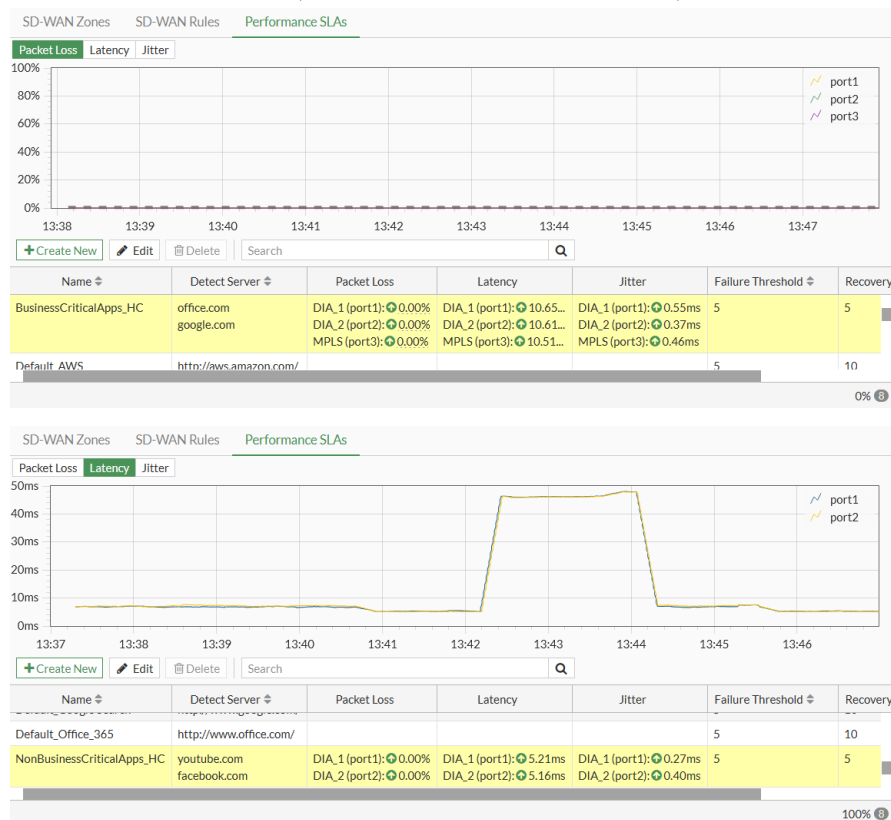 SD-WAN Zones SD-WAN Rules Performance SLAs
Packet Loss Latency Jitter
100%
80%
60%
40%
20%
0%
port1
port2
port3
13:38 13:39 13:40 13:41 13:42 13:43 13:44 13:45 13:46 13:47
+Create New Edit Delete Search
Name Detect Server Packet Loss Latency Jitter Failure Threshold Recovery
BusinessCriticalApps_HC office.com DIA_1 (port1): 0.00% DIA_1 (port1): 10.65... DIA_1 (port1): 0.55ms 5 5
google.com DIA_2 (port2): 0.00% DIA_2 (port2): 10.61... DIA_2 (port2): 0.37ms
MPLS (port3): 0.00% MPLS (port3): 10.51... MPLS (port3): 0.46ms
Default_AWS http://aws.amazon.com/ 5 10
0% 8
SD-WAN Zones SD-WAN Rules Performance SLAs
Packet Loss Latency Jitter
50ms
40ms
30ms
20ms
10ms
0ms
port1
port2
13:37 13:38 13:39 13:40 13:41 13:42 13:43 13:44 13:45 13:46
+Create New Edit Delete Search
Name Detect Server Packet Loss Latency Jitter Failure Threshold Recovery
Default_Office_365 http://www.office.com/ 5 10
NonBusinessCriticalApps_HC youtube.com DIA_1 (port1): 0.00% DIA_1 (port1): 5.21ms DIA_1 (port1): 0.27ms 5 5
facebook.com DIA_2 (port2): 0.00% DIA_2 (port2): 5.16ms DIA_2 (port2): 0.40ms
100% 8